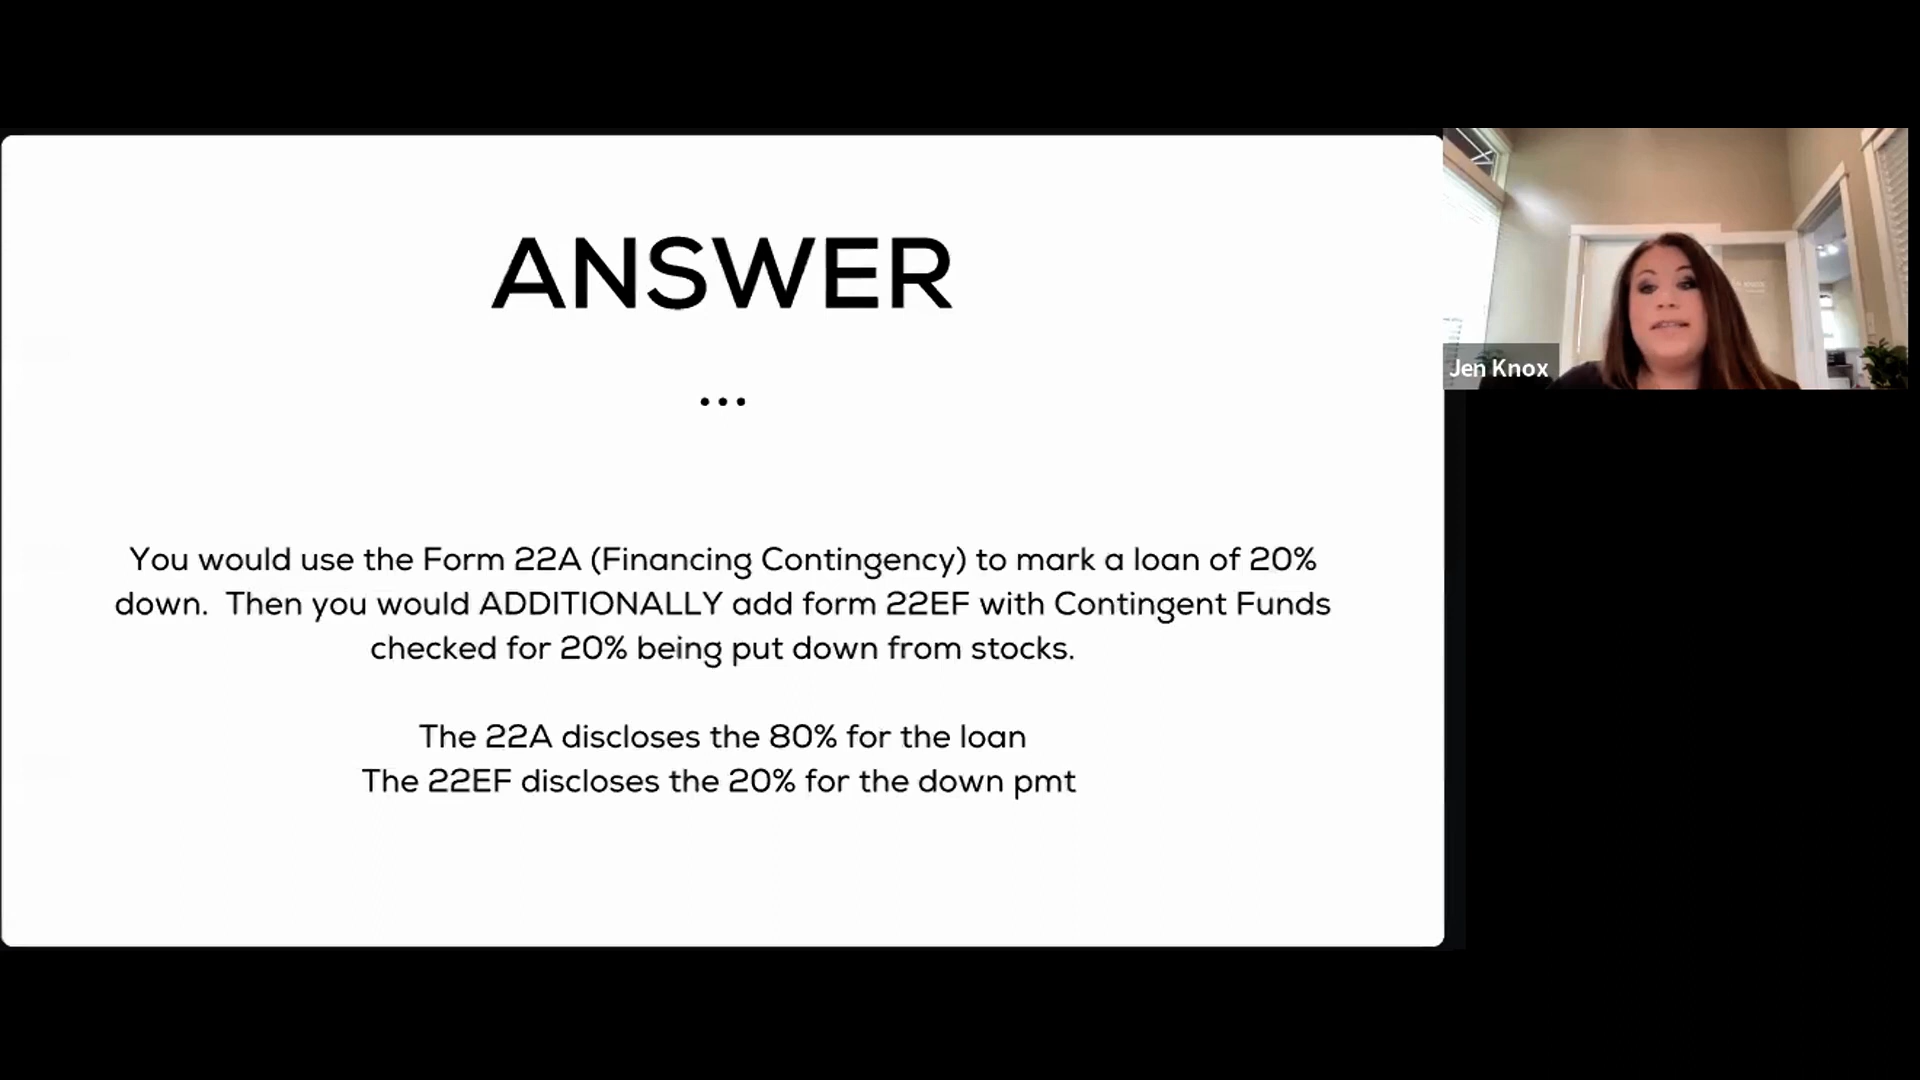 ANSWER
...
You would use the Form 22A (Financing Contingency) to mark a loan of 20%
down.  Then you would ADDITIONALLY add form 22EF with Contingent Funds
checked for 20% being put down from stocks.
The 22A discloses the 80% for the loan
The 22EF discloses the 20% for the down pmt
Jen Knox